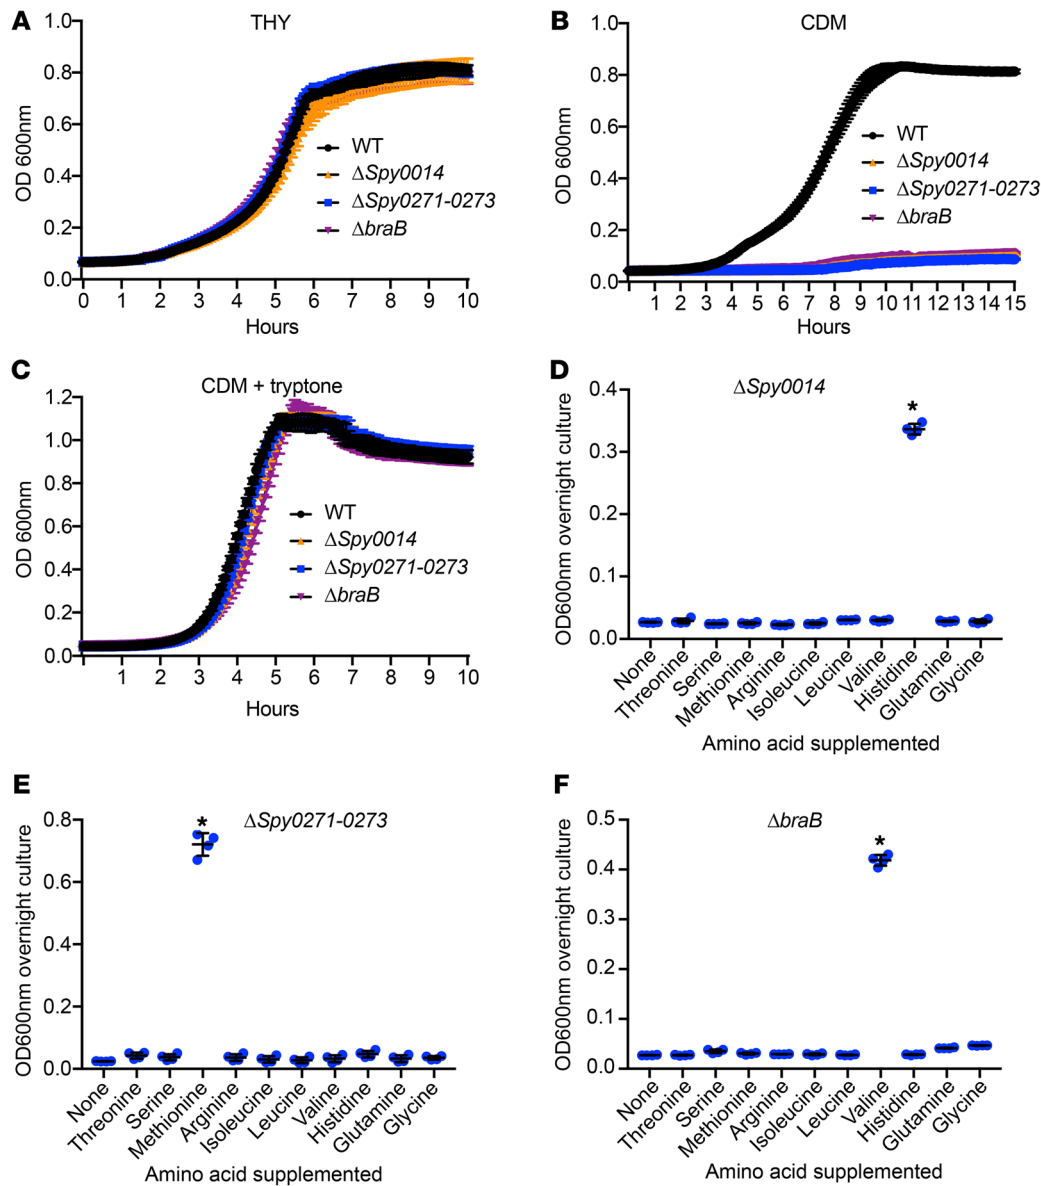 A
THY
OD 600nm
1.0
0.8
0.6
0.4
0.2
0.0
WT
ΔSpy0014
ΔSpy0271-0273
ΔbraB
0 1 2 3 4 5 6 7 8 9 10
Hours
B
CDM
OD 600nm
1.0
0.8
0.6
0.4
0.2
0.0
WT
ΔSpy0014
ΔSpy0271-0273
ΔbraB
1 2 3 4 5 6 7 8 9 10 11 12 13 14 15
Hours
C
CDM + tryptone
OD 600nm
1.2
1.0
0.8
0.6
0.4
0.2
0.0
WT
ΔSpy0014
ΔSpy0271-0273
ΔbraB
1 2 3 4 5 6 7 8 9 10
Hours
D
ΔSpy0014
OD600nm overnight culture
0.4
0.3
0.2
0.1
0.0
*
None
Threonine
Serine
Methionine
Arginine
Isoleucine
Leucine
Valine
Histidine
Glutamine
Glycine
Amino acid supplemented
E
ΔSpy0271-0273
OD600nm overnight culture
0.8
0.6
0.4
0.2
0.0
*
None
Threonine
Serine
Methionine
Arginine
Isoleucine
Leucine
Valine
Histidine
Glutamine
Glycine
Amino acid supplemented
F
ΔbraB
OD600nm overnight culture
0.5
0.4
0.3
0.2
0.1
0.0
*
None
Threonine
Serine
Methionine
Arginine
Isoleucine
Leucine
Valine
Histidine
Glutamine
Glycine
Amino acid supplemented